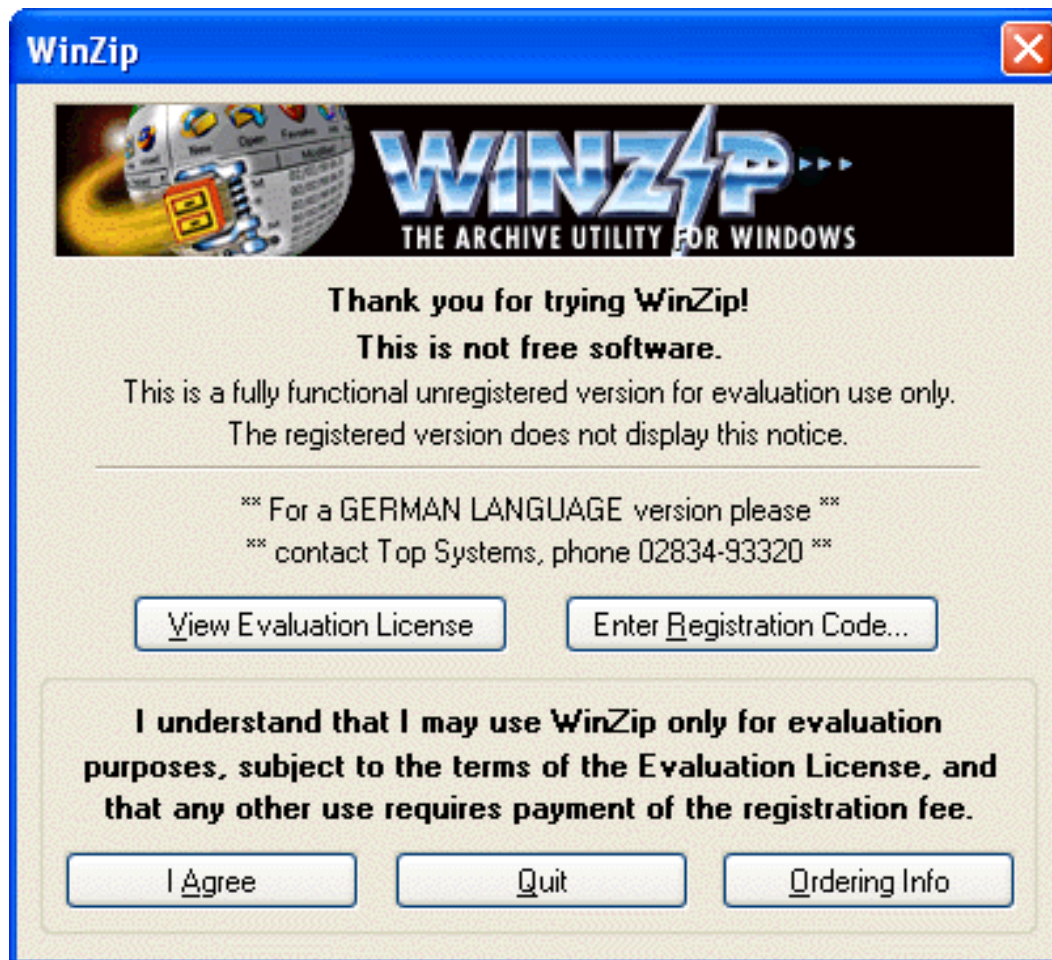 WinZip
New Open Favorites
Modified
WINZIP
THE ARCHIVE UTILITY FOR WINDOWS
Thank you for trying WinZip!
This is not free software.
This is a fully functional unregistered version for evaluation use only.
The registered version does not display this notice.
** For a GERMAN LANGUAGE version please **
** contact Top Systems, phone 02834-93320 **
View Evaluation License
Enter Registration Code...
I understand that I may use WinZip only for evaluation
purposes, subject to the terms of the Evaluation License, and
that any other use requires payment of the registration fee.
I Agree
Quit
Ordering Info